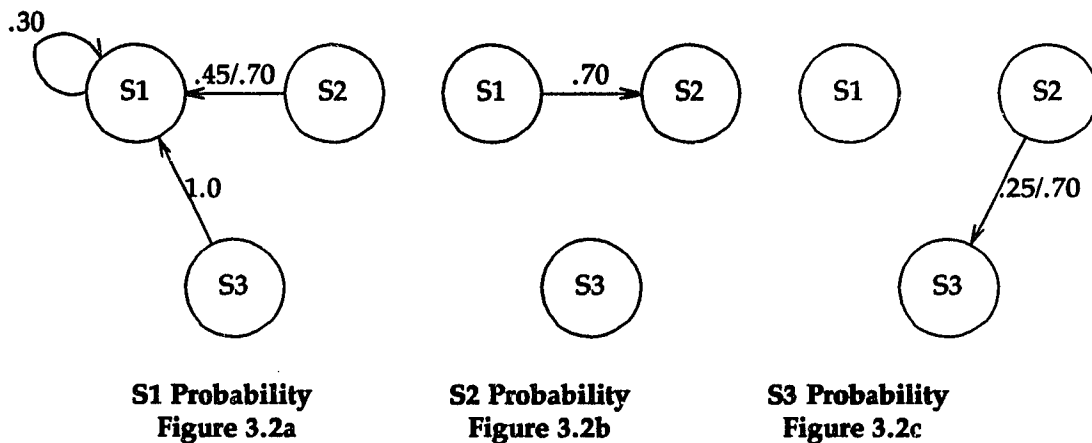 .30
S1
.45/.70
S2
1.0
S3
S1 Probability
Figure 3.2a
S1
.70
S2
S3
S2 Probability
Figure 3.2b
S1
S2
.25/.70
S3
S3 Probability
Figure 3.2c